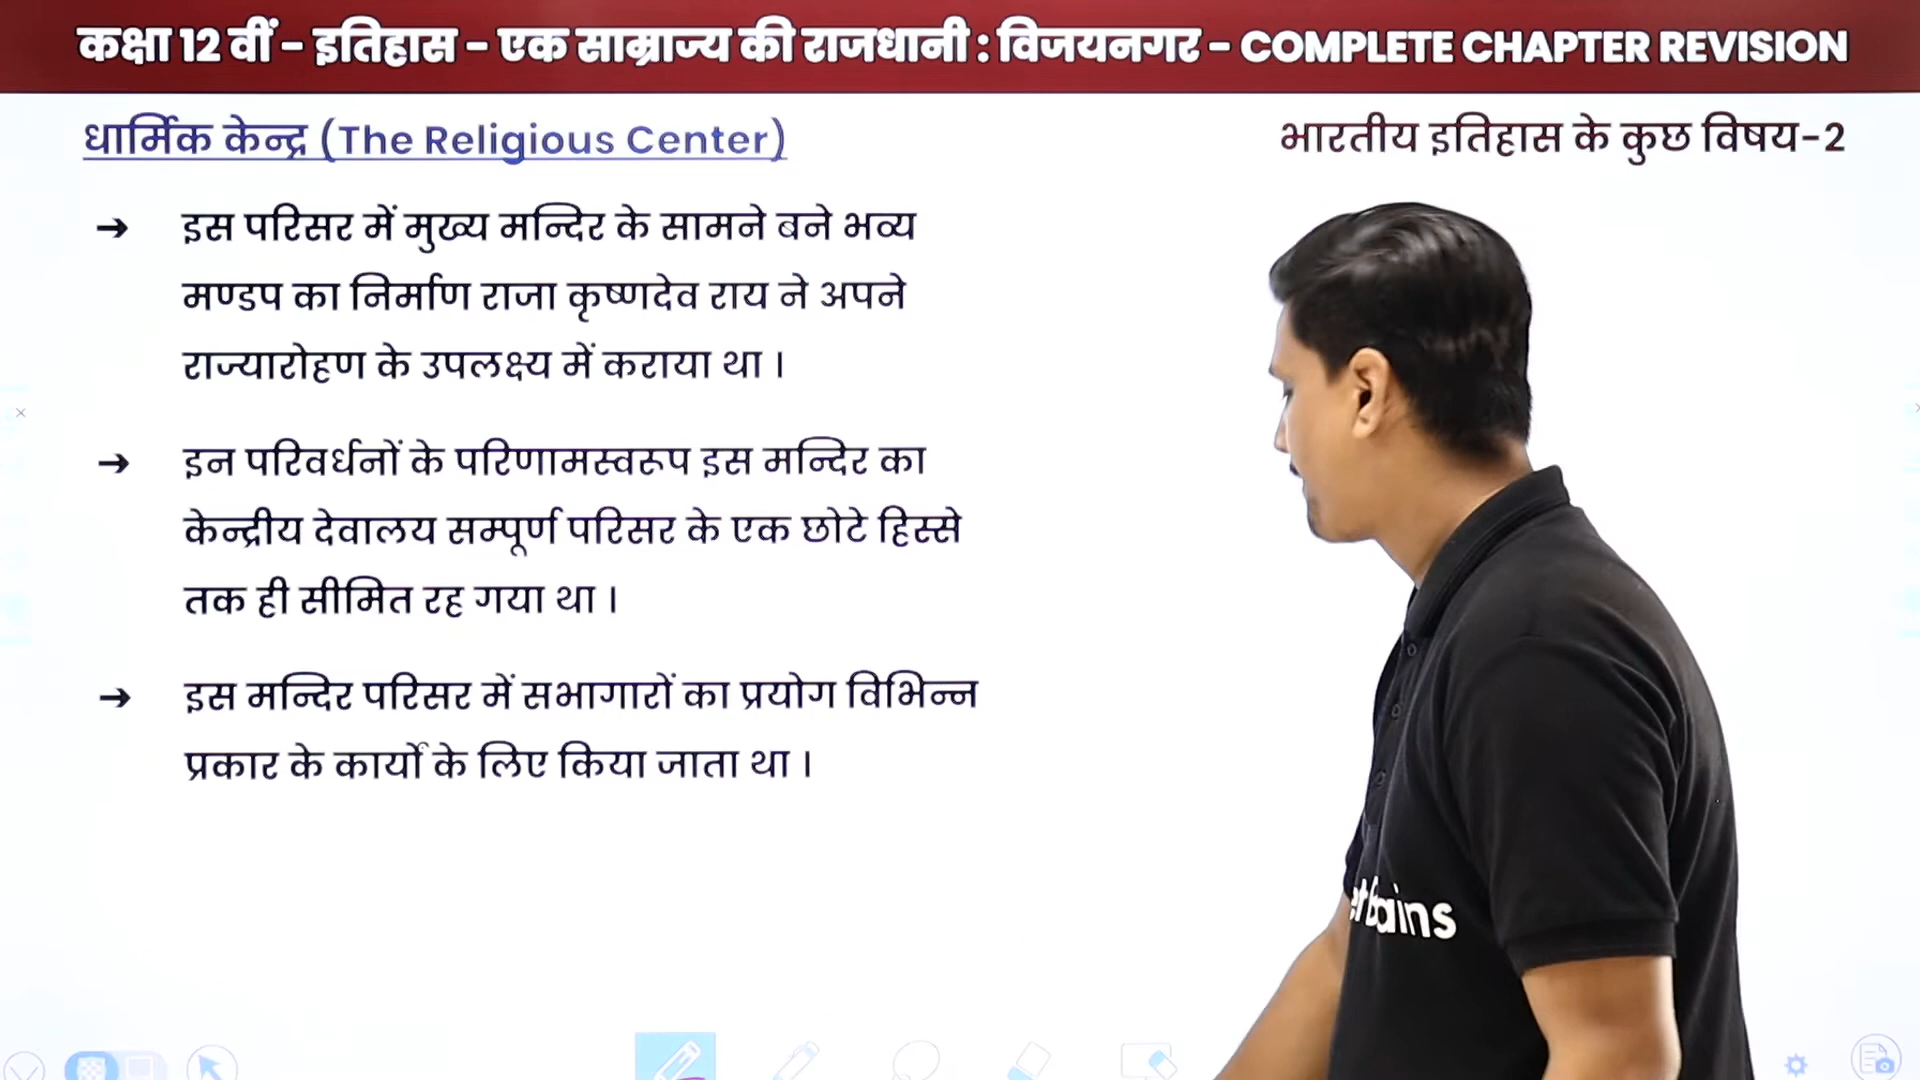 कक्षा 12 वीं - इतिहास - एक साम्राज्य की राजधानी : विजयनगर - COMPLETE CHAPTER REVISION
धार्मिक केन्द्र (The Religious Center)
भारतीय इतिहास के कुछ विषय-2
→ इस परिसर में मुख्य मन्दिर के सामने बने भव्य
मण्डप का निर्माण राजा कृष्णदेव राय ने अपने
राज्यारोहण के उपलक्ष्य में कराया था ।
→ इन परिवर्धनों के परिणामस्वरूप इस मन्दिर का
केन्द्रीय देवालय सम्पूर्ण परिसर के एक छोटे हिस्से
तक ही सीमित रह गया था ।
→ इस मन्दिर परिसर में सभागारों का प्रयोग विभिन्न
प्रकार के कार्यों के लिए किया जाता था ।